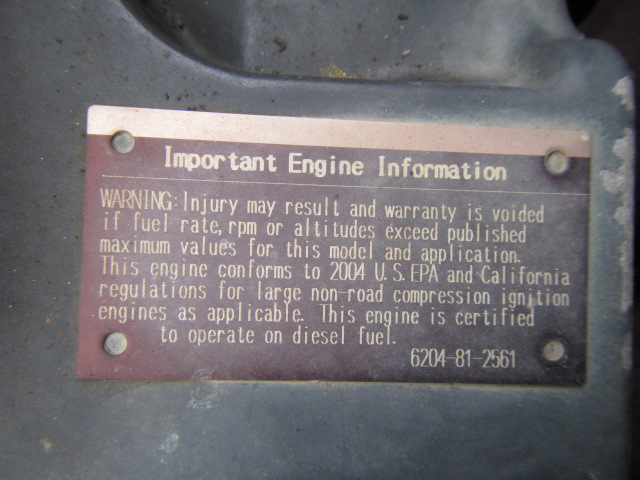 Important Engine Information
WARNING: Injury may result and warranty is voided
if fuel rate, rpm or altitudes exceed published
maximum values for this model and application.
This engine conforms to 2004 U.S.EPA and California
regulations for large non-road compression ignition
engines as applicable. This engine is certified
to operate on diesel fuel.
6204-81-2561